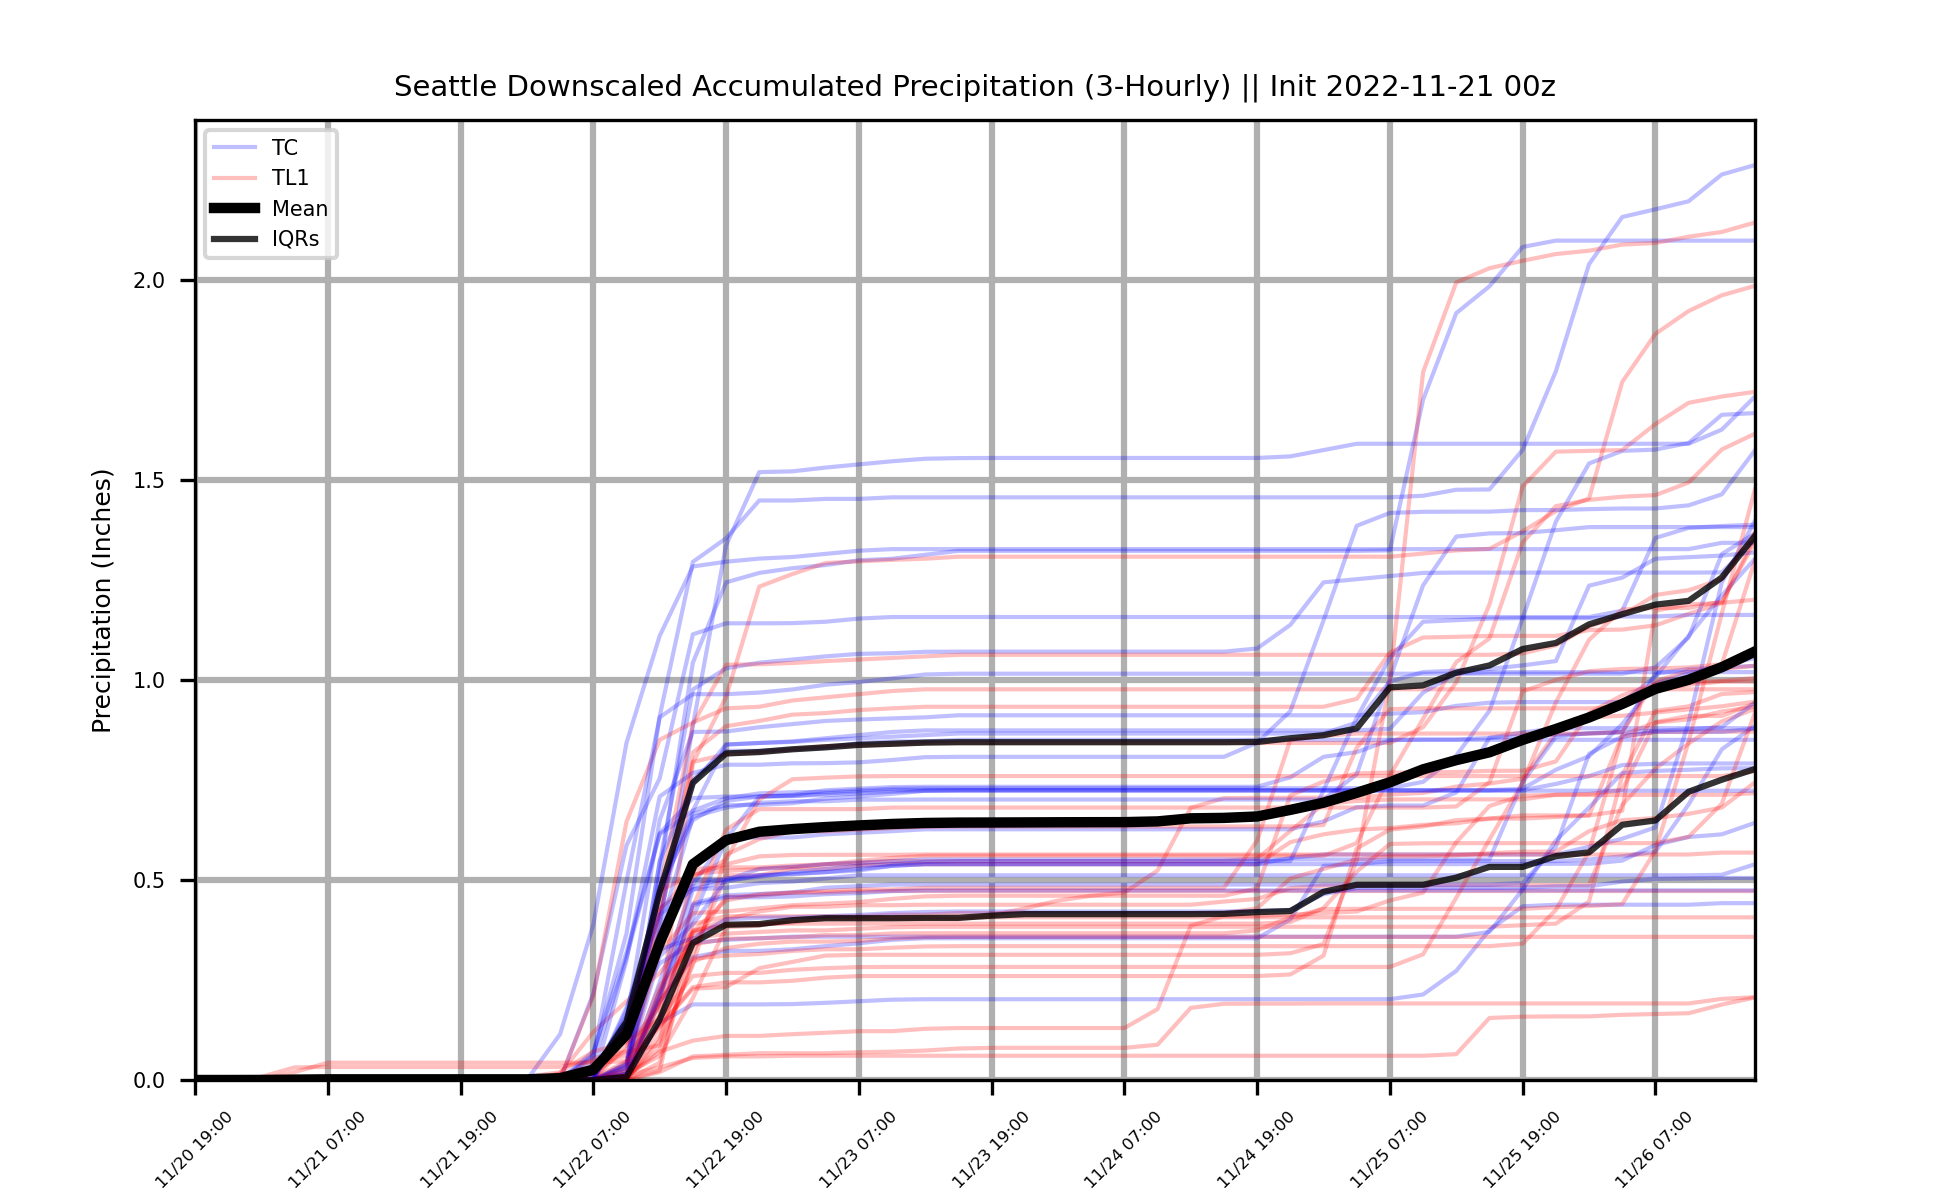 Seattle Downscaled Accumulated Precipitation (3-Hourly) || Init 2022-11-21 00z
TC
TL1
Mean
IQRs
Precipitation (Inches)
2.0
1.5
1.0
0.5
0.0
11/20 19:00
11/21 07:00
11/21 19:00
11/22 07:00
11/22 19:00
11/23 07:00
11/23 19:00
11/24 07:00
11/24 19:00
11/25 07:00
11/25 19:00
11/26 07:00